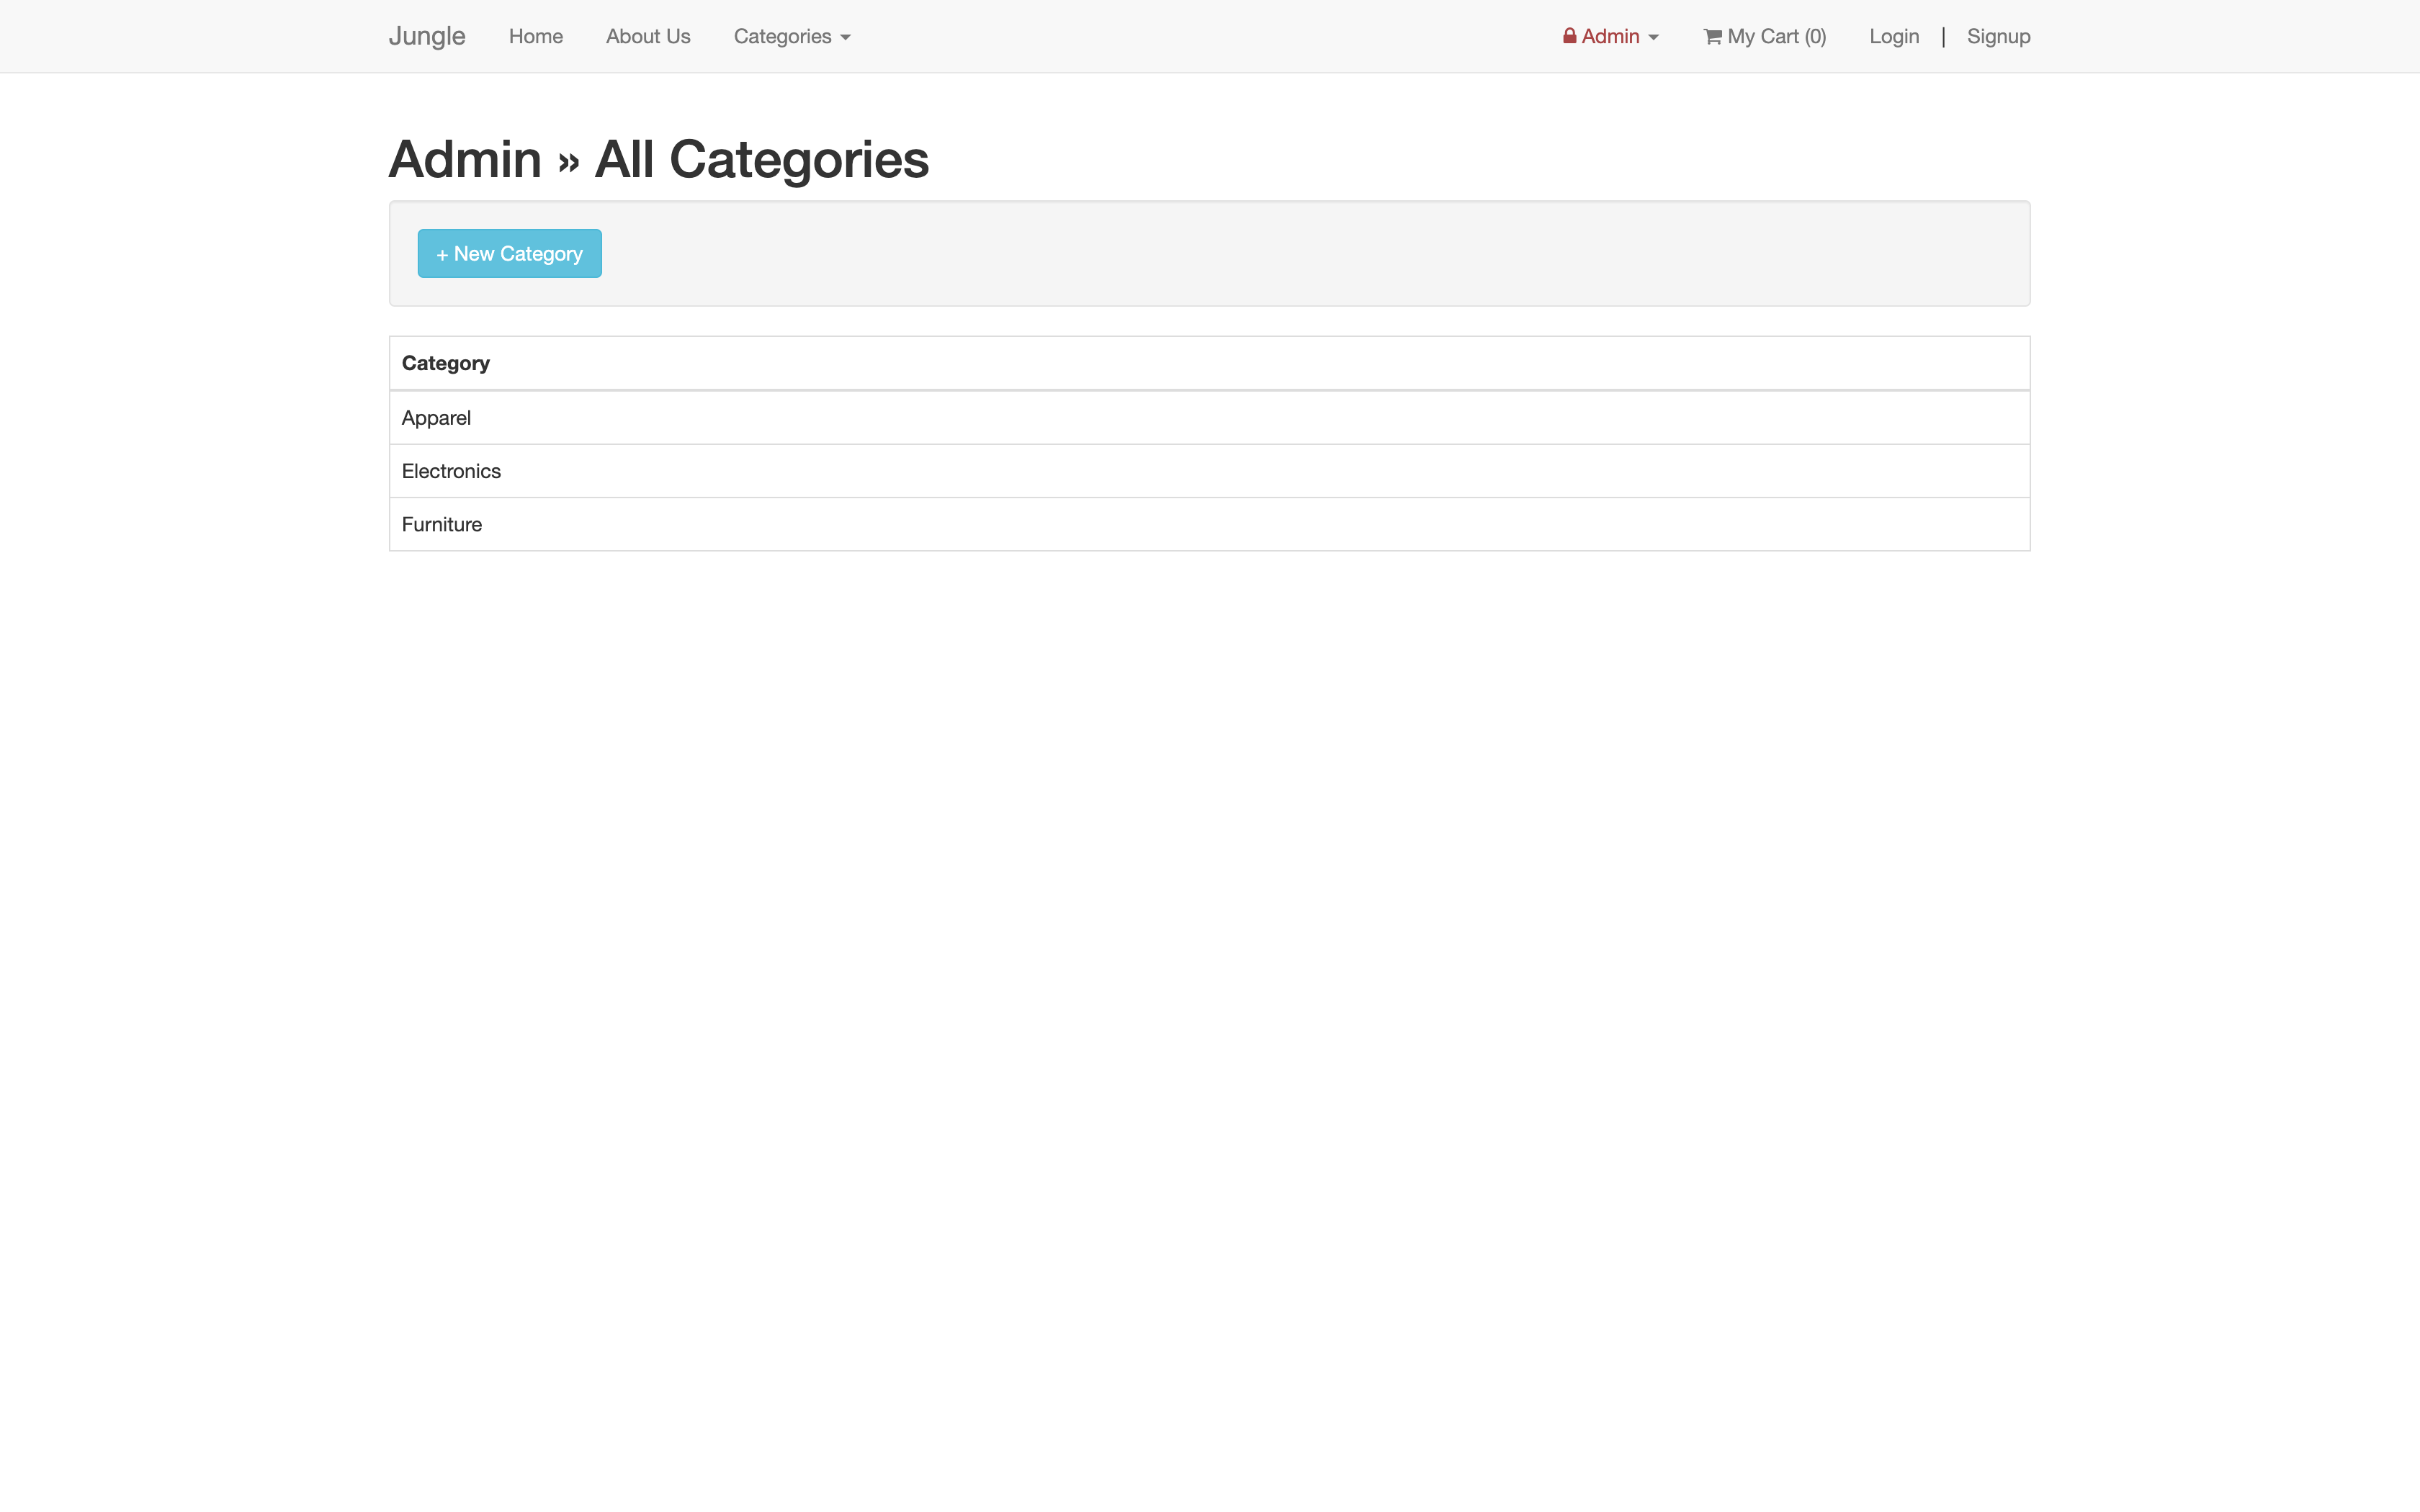 Jungle Home About Us Categories Admin My Cart (0) Login | Signup
Admin » All Categories
+ New Category
Category
Apparel
Electronics
Furniture